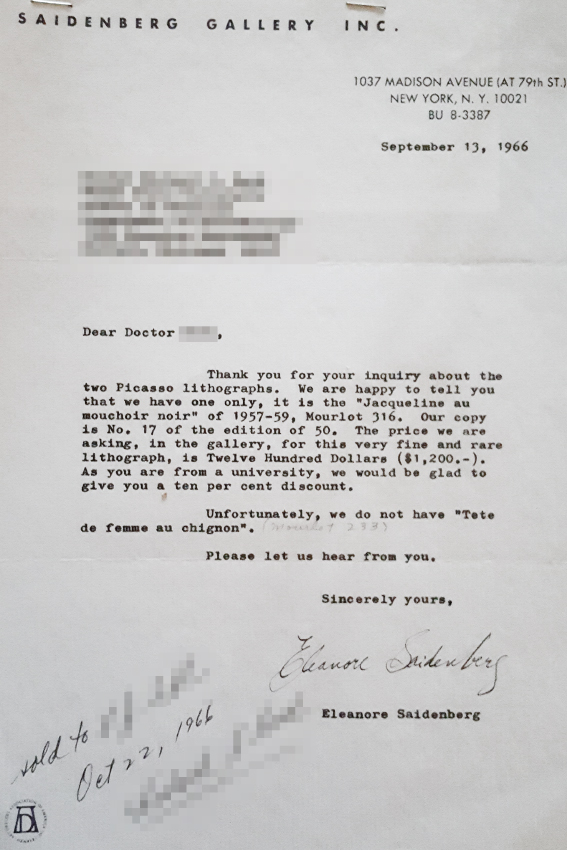 SAIDENBERG GALLERY INC.
1037 MADISON AVENUE (AT 79th ST.)
NEW YORK, N. Y. 10021
BU 8-3387
September 13, 1966
Dear Doctor ,
Thank you for your inquiry about the
two Picasso lithographs. We are happy to tell you
that we have one only, it is the "Jacqueline au
mouchoir noir" of 1957-59, Mourlot 316. Our copy
is No. 17 of the edition of 50. The price we are
asking, in the gallery, for this very fine and rare
lithograph, is Twelve Hundred Dollars ($1,200.-).
As you are from a university, we would be glad to
give you a ten per cent discount.
Unfortunately, we do not have "Tete
de femme au chignon". (Mourlot 283)
Please let us hear from you.
Sincerely yours,
Eleanore Saidenberg
Eleanore Saidenberg
sold to
Oct 22, 1966